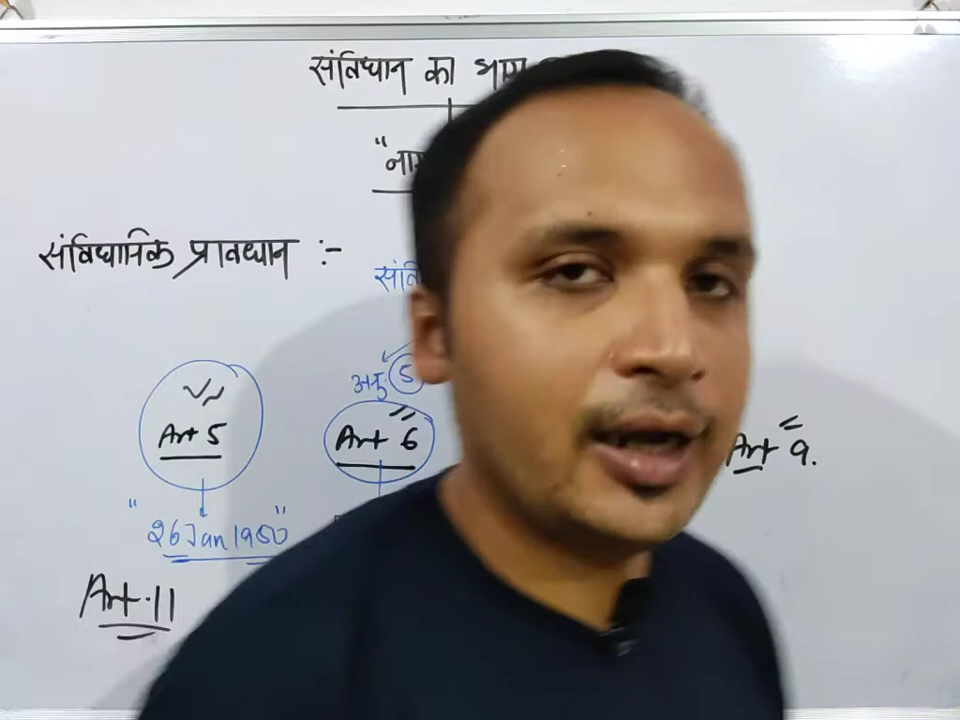 संविधान का भाग
"नाग
संविधानिक प्रावधान :-
संवि
अनु. 5
Art 5
Art 6
Art 9.
"26 Jan 1950"
Art. 11